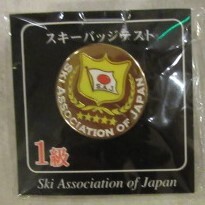 スキーバッジテスト
SKI ASSOCIATION OF JAPAN
1級
Ski Association of Japan